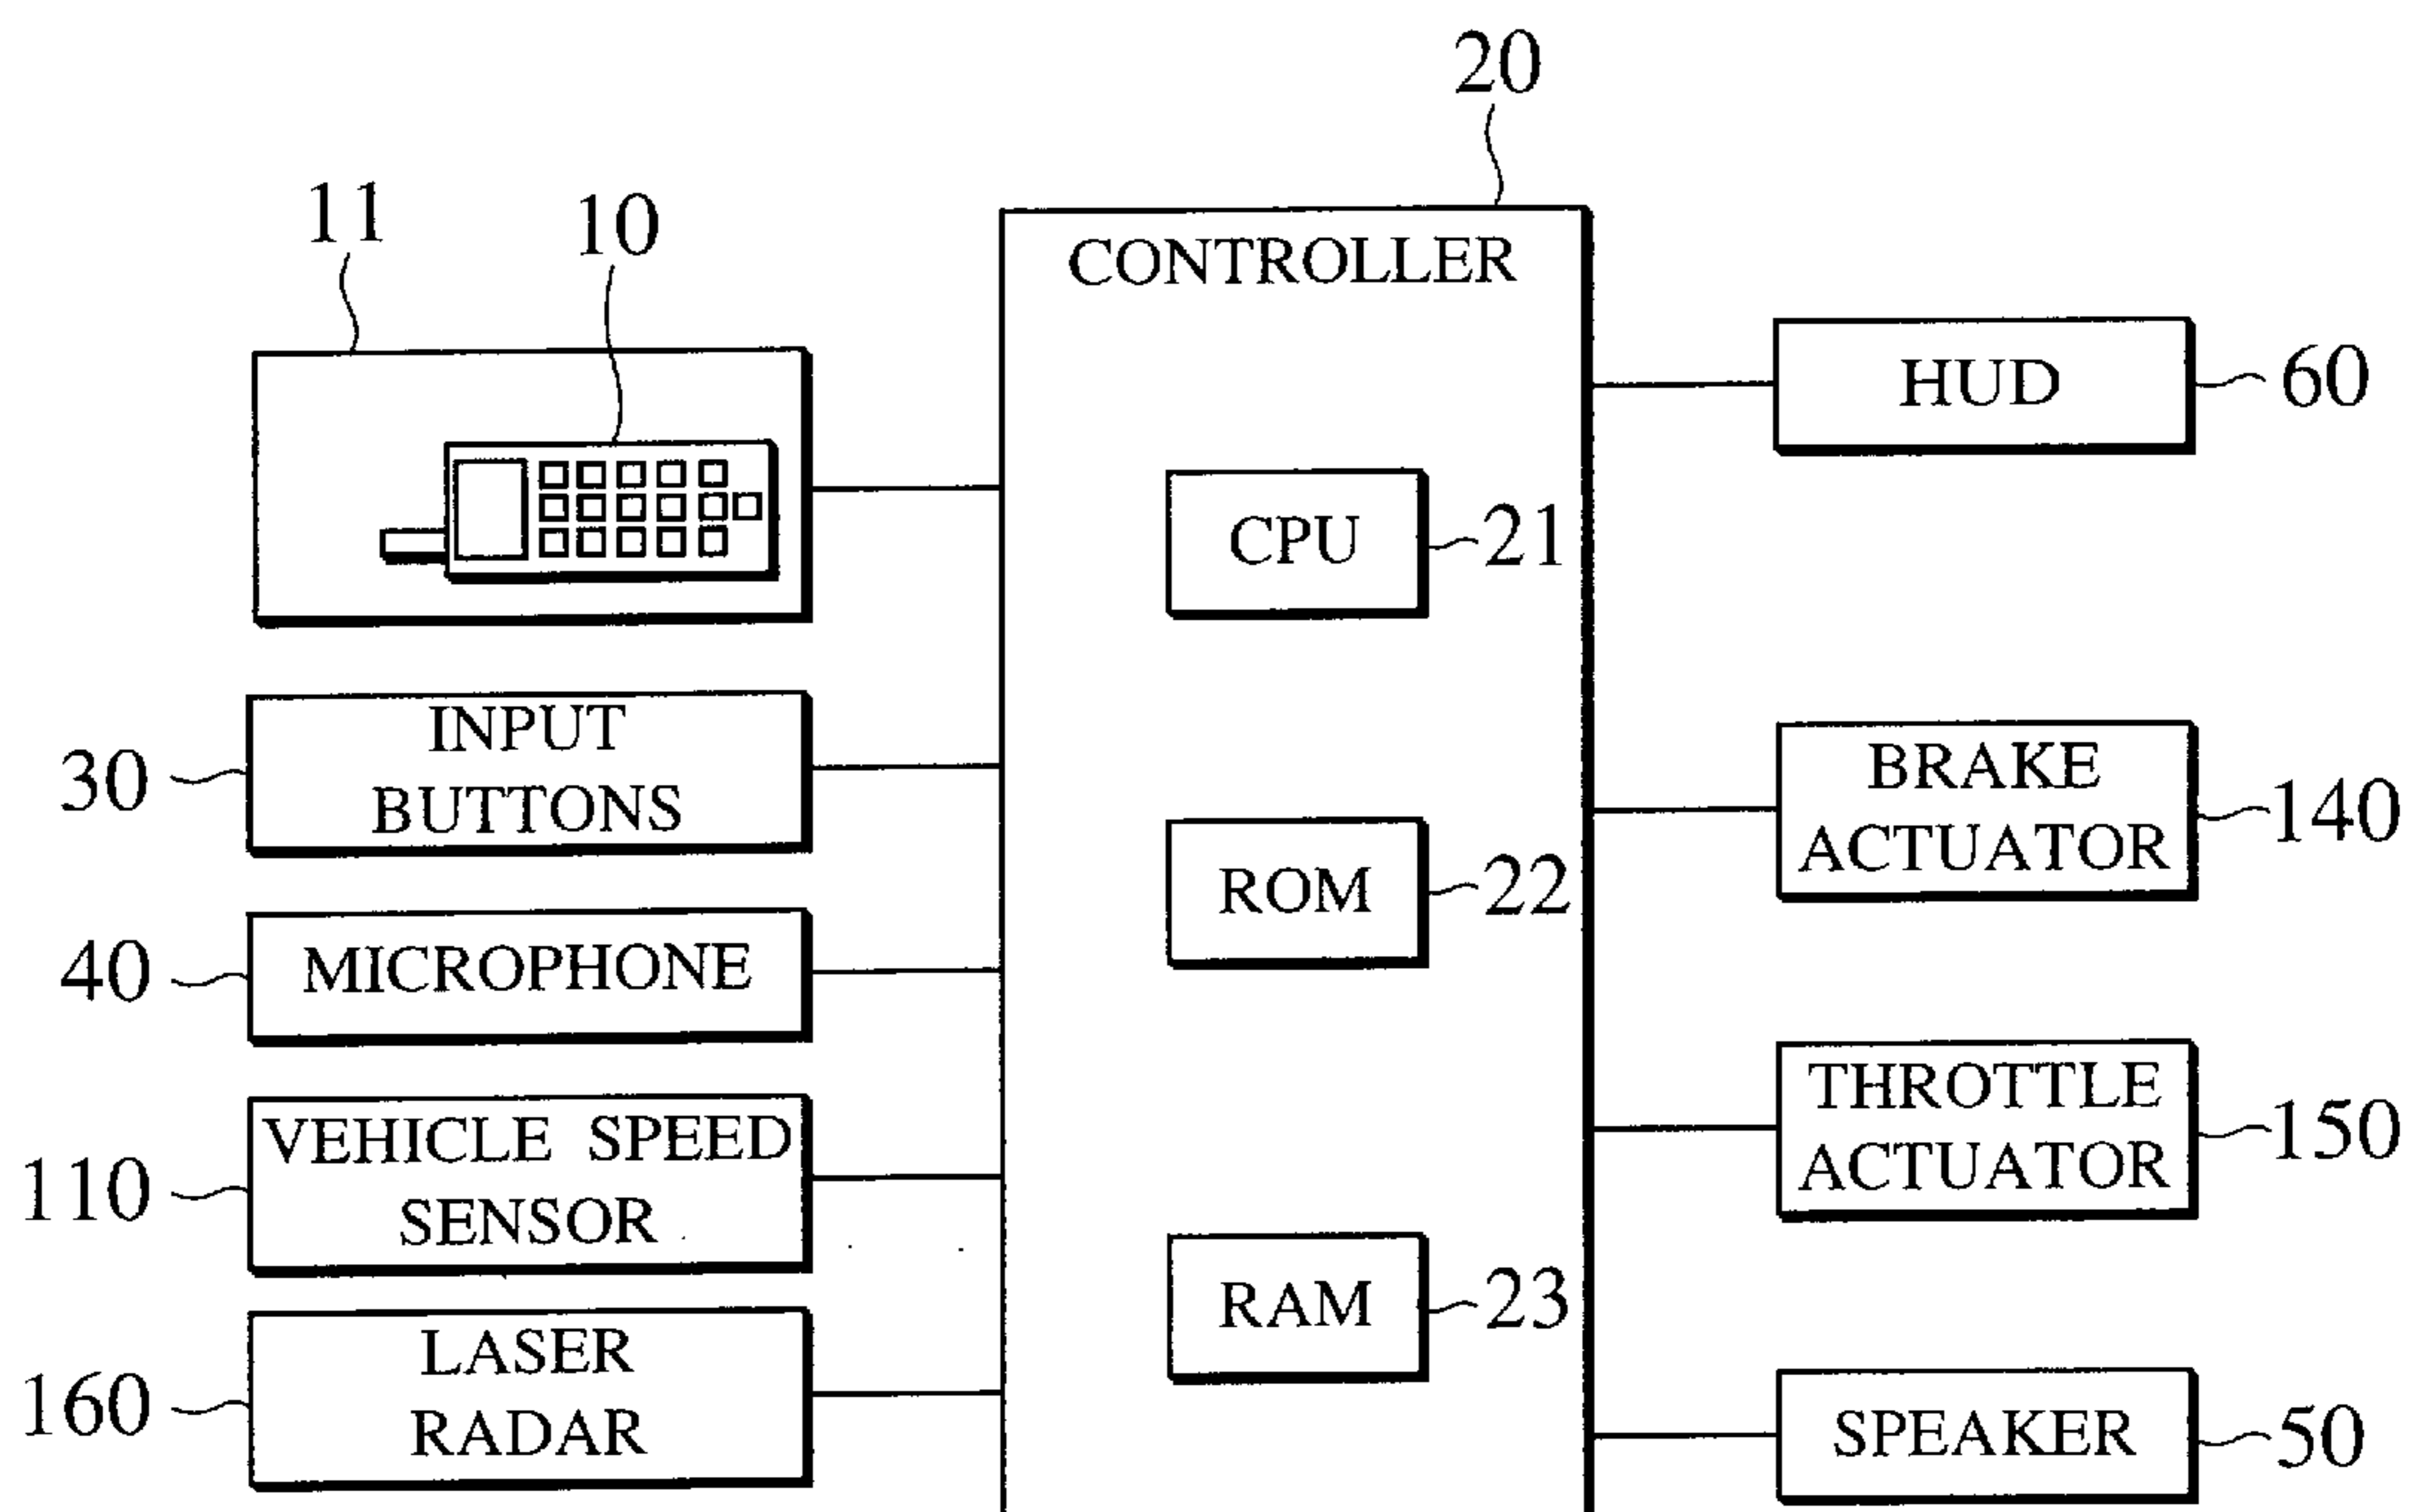 20
11
10
CONTROLLER
HUD
60
CPU
21
INPUT
BUTTONS
30
BRAKE
ACTUATOR
140
ROM
22
MICROPHONE
40
THROTTLE
ACTUATOR
150
VEHICLE SPEED
SENSOR
110
RAM
23
LASER
RADAR
160
SPEAKER
50